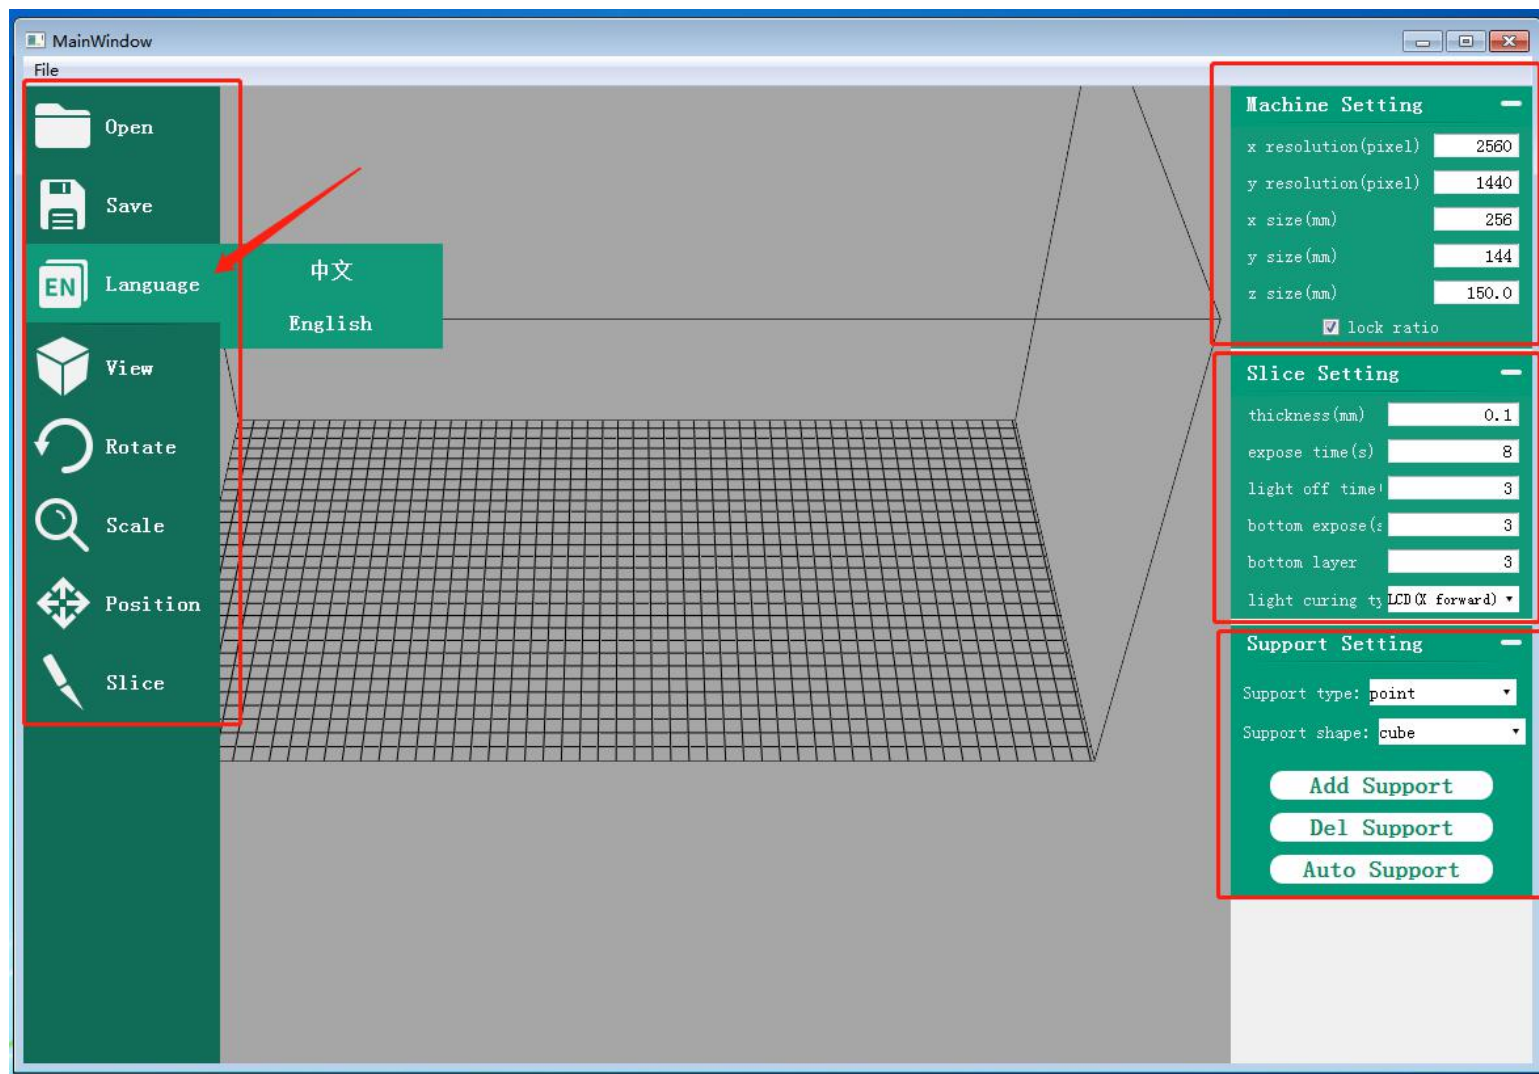 MainWindow
File
Open
Save
EN
Language
中文
English
View
Rotate
Scale
Position
Slice
Machine Setting
x resolution(pixel) 2560
y resolution(pixel) 1440
x size(mm) 256
y size(mm) 144
z size(mm) 150.0
lock ratio
Slice Setting
thickness(mm) 0.1
expose time(s) 8
light off time( 3
bottom expose(s 3
bottom layer 3
light curing ty LCD(X forward)
Support Setting
Support type: point
Support shape: cube
Add Support
Del Support
Auto Support